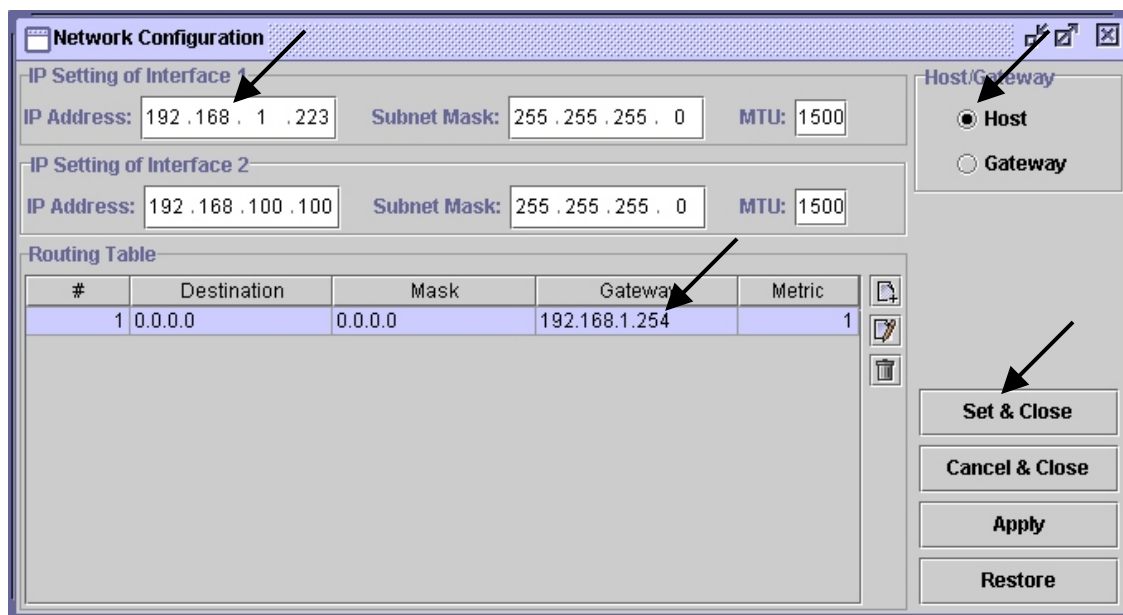 Network Configuration
IP Setting of Interface 1
IP Address: 192 .168 . 1 .223 Subnet Mask: 255 .255 .255 . 0 MTU: 1500
Host/Gateway
Host
Gateway
IP Setting of Interface 2
IP Address: 192 .168 .100 .100 Subnet Mask: 255 .255 .255 . 0 MTU: 1500
Routing Table
# Destination Mask Gateway Metric
1 0.0.0.0 0.0.0.0 192.168.1.254 1
Set & Close
Cancel & Close
Apply
Restore